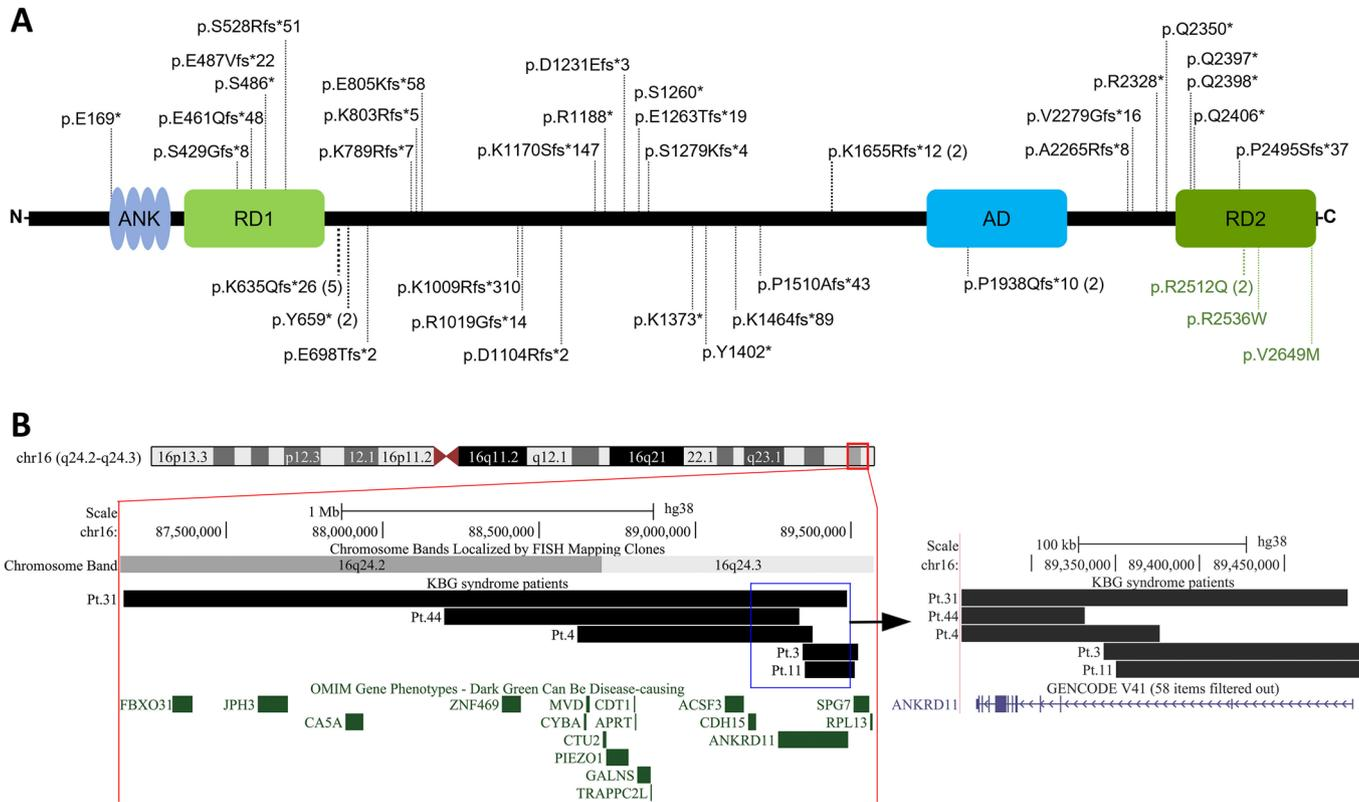 A
p.S528Rfs*51
p.Q2350*
p.E487Vfs*22
p.D1231Efs*3
p.Q2397*
p.S486*
p.E805Kfs*58
p.S1260*
p.R2328*
p.Q2398*
p.E169*
p.E461Qfs*48
p.K803Rfs*5
p.R1188*
p.E1263Tfs*19
p.V2279Gfs*16
p.Q2406*
p.S429Gfs*8
p.K789Rfs*7
p.K1170Sfs*147
p.S1279Kfs*4
p.K1655Rfs*12 (2)
p.A2265Rfs*8
p.P2495Sfs*37
N
ANK
RD1
AD
RD2
C
p.K635Qfs*26 (5)
p.K1009Rfs*310
p.P1510Afs*43
p.P1938Qfs*10 (2)
p.R2512Q (2)
p.Y659* (2)
p.R1019Gfs*14
p.K1373*
p.K1464fs*89
p.R2536W
p.E698Tfs*2
p.D1104Rfs*2
p.Y1402*
p.V2649M
B
chr16 (q24.2-q24.3) 16p13.3 p12.3 12.1 16p11.2 16q11.2 q12.1 16q21 22.1 q23.1
Scale 1 Mb hg38
chr16: 87,500,000 88,000,000 88,500,000 89,000,000 89,500,000
Chromosome Bands Localized by FISH Mapping Clones
Chromosome Band 16q24.2 16q24.3
KBG syndrome patients
Pt.31
Pt.44
Pt.4
Pt.3
Pt.11
OMIM Gene Phenotypes - Dark Green Can Be Disease-causing
FBXO31 JPH3 ZNF469 MVD CDT1 ACSF3 SPG7
CA5A CYBA APRT CDH15 RPL13
CTU2 ANKRD11
PIEZO1
GALNS
TRAPPC2L
Scale 100 kb hg38
chr16: 89,350,000 89,400,000 89,450,000
KBG syndrome patients
Pt.31
Pt.44
Pt.4
Pt.3
Pt.11
GENCODE V41 (58 items filtered out)
ANKRD11